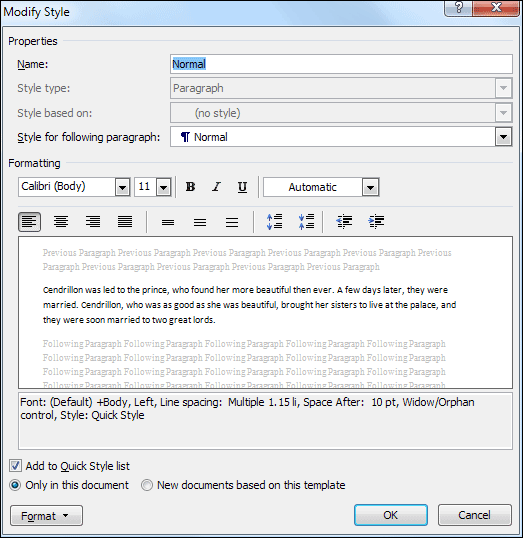 Modify Style
Properties
Name: Normal
Style type: Paragraph
Style based on: (no style)
Style for following paragraph: ¶ Normal
Formatting
Calibri (Body) 11 B I U Automatic
Previous Paragraph Previous Paragraph Previous Paragraph Previous Paragraph Previous Paragraph Previous
Paragraph Previous Paragraph Previous Paragraph Previous Paragraph Previous Paragraph
Cendrillon was led to the prince, who found her more beautiful then ever. A few days later, they were
married. Cendrillon, who was as good as she was beautiful, brought her sisters to live at the palace, and
they were soon married to two great lords.
Following Paragraph Following Paragraph Following Paragraph Following Paragraph
Following Paragraph Following Paragraph Following Paragraph Following Paragraph
Following Paragraph Following Paragraph Following Paragraph Following Paragraph
Following Paragraph Following Paragraph Following Paragraph Following Paragraph
Font: (Default) +Body, Left, Line spacing: Multiple 1.15 li, Space After: 10 pt, Widow/Orphan
control, Style: Quick Style
Add to Quick Style list
Only in this document New documents based on this template
Format OK Cancel